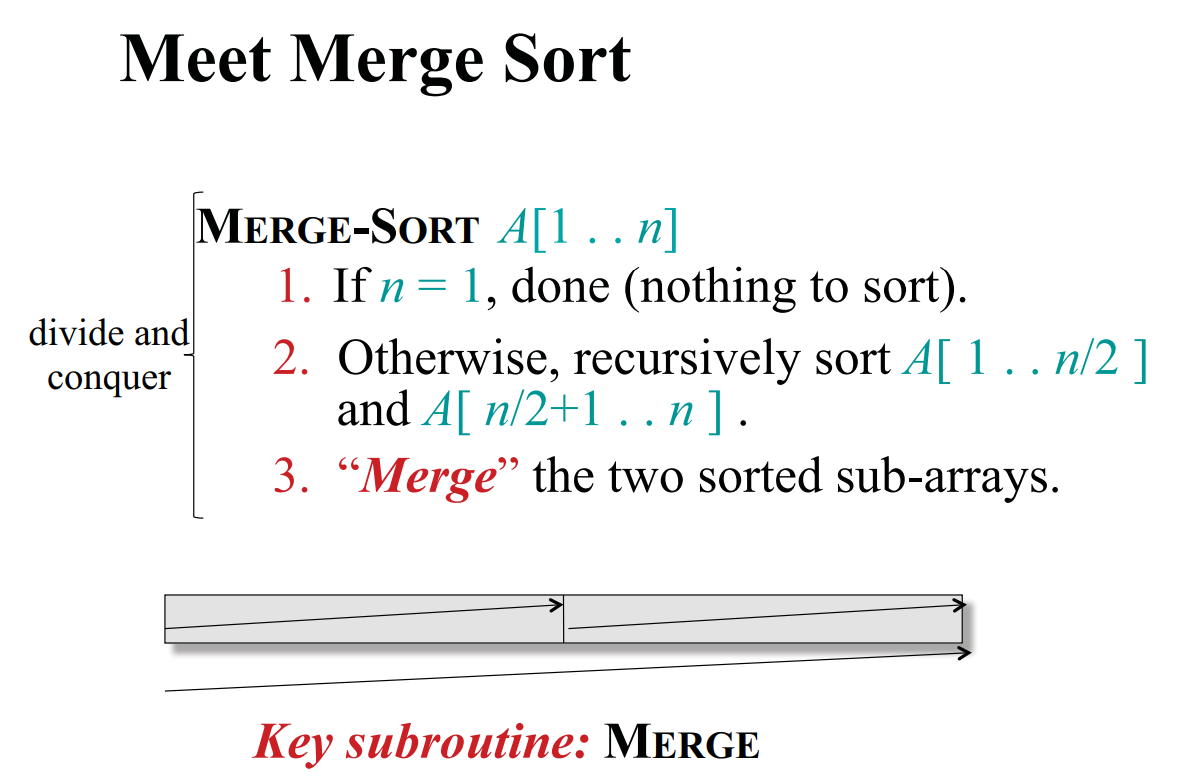 Meet Merge Sort
MERGE-SORT A[1 . . n]
1. If n = 1, done (nothing to sort).
divide and
conquer
2. Otherwise, recursively sort A[ 1 . . n/2 ]
and A[ n/2+1 . . n ] .
3. “Merge” the two sorted sub-arrays.
Key subroutine: MERGE